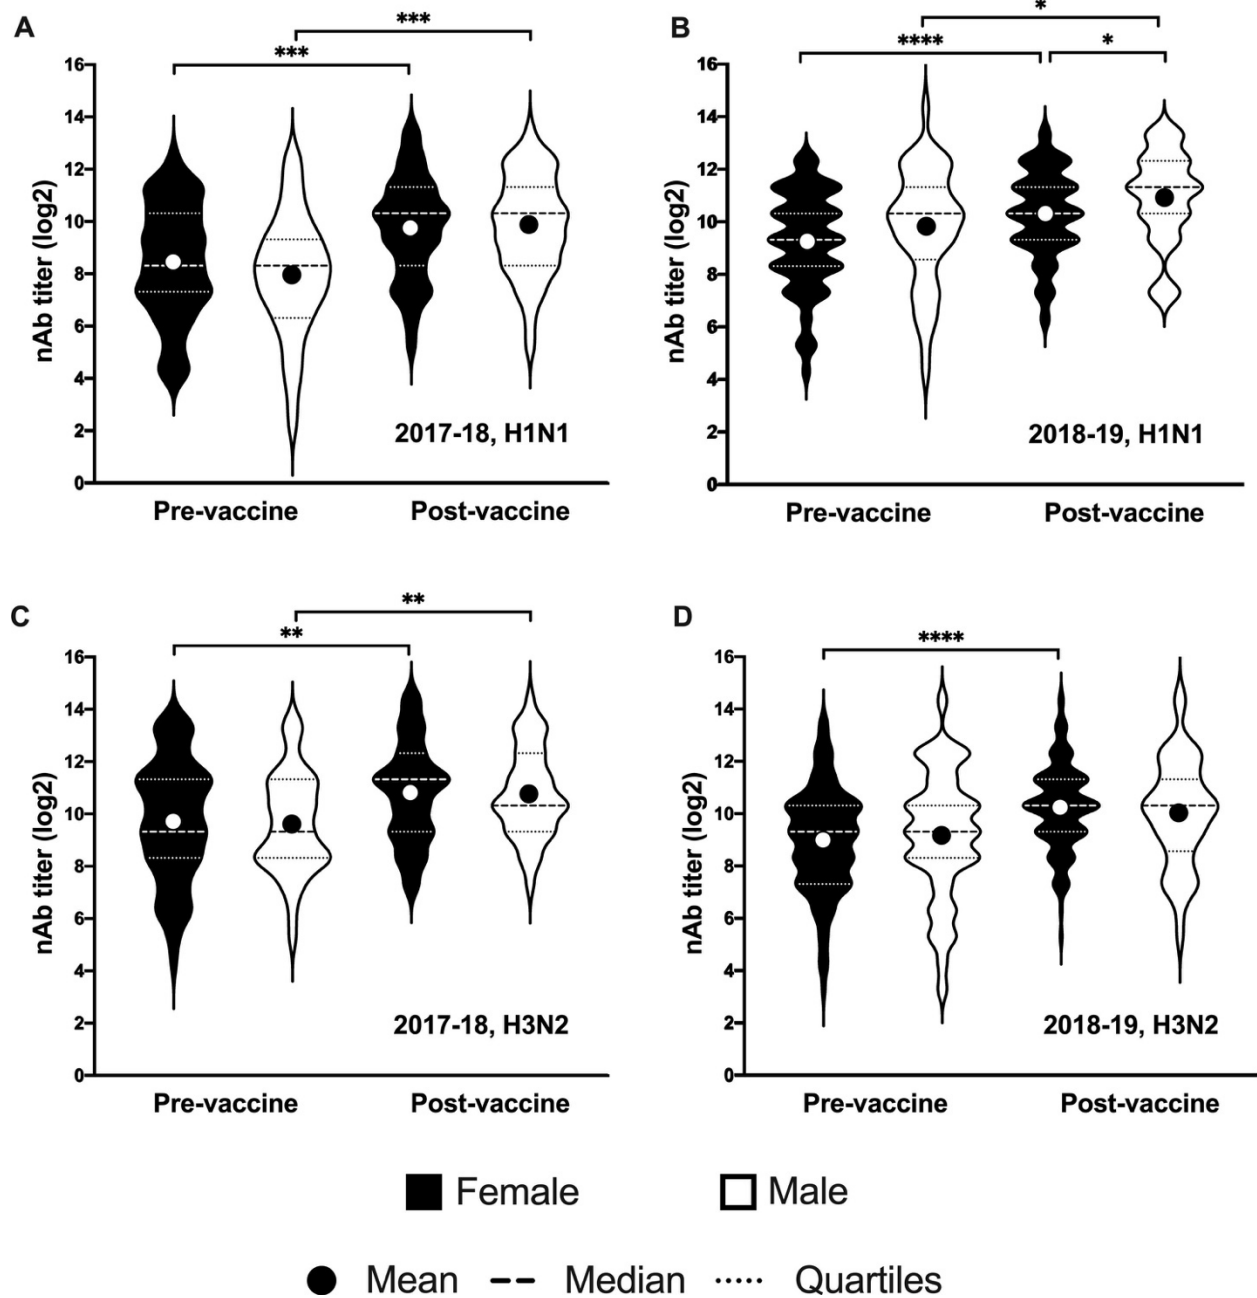 A
***
***
16
14
12
10
8
6
4
2
0
nAb titer (log2)
2017-18, H1N1
Pre-vaccine
Post-vaccine
B
*
****
*
16
14
12
10
8
6
4
2
0
nAb titer (log2)
2018-19, H1N1
Pre-vaccine
Post-vaccine
C
**
**
16
14
12
10
8
6
4
2
0
nAb titer (log2)
2017-18, H3N2
Pre-vaccine
Post-vaccine
D
****
16
14
12
10
8
6
4
2
0
nAb titer (log2)
2018-19, H3N2
Pre-vaccine
Post-vaccine
Female Male
Mean Median Quartiles